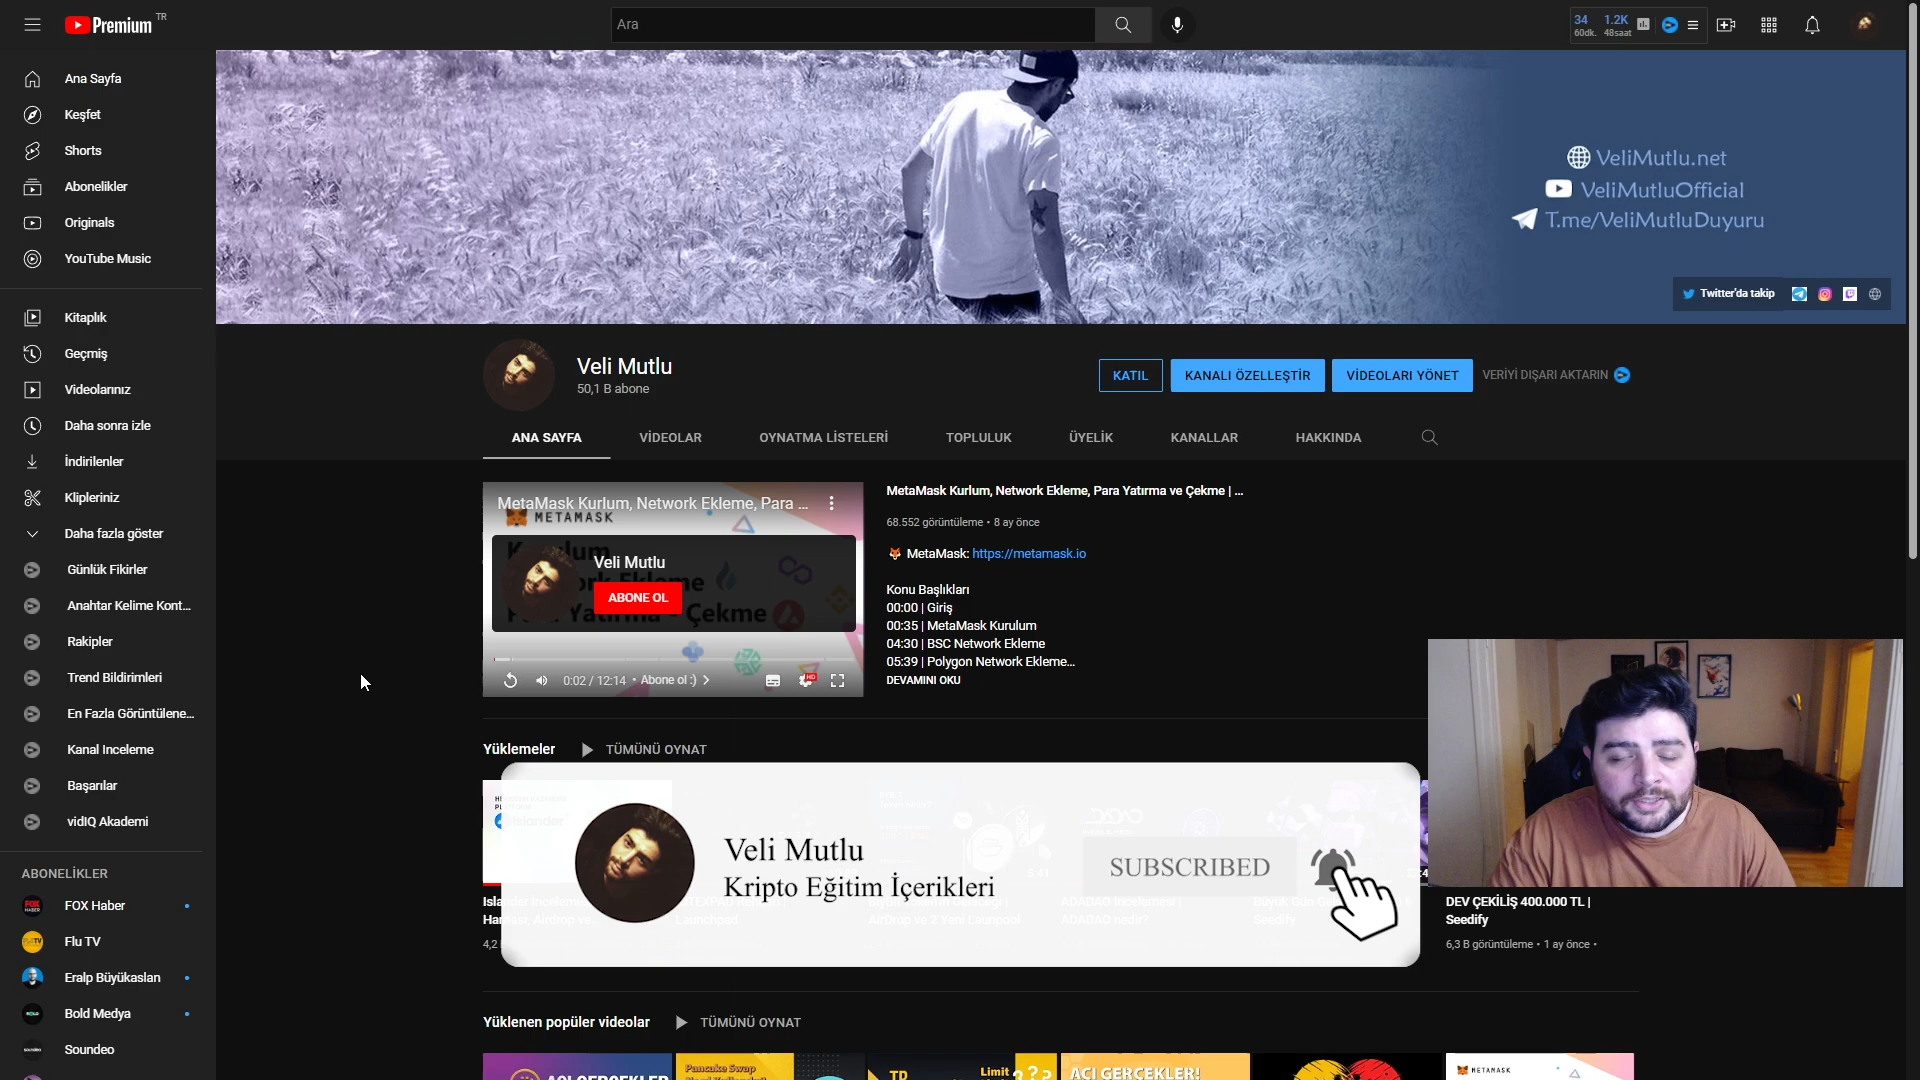 Premium TR
Ara
34 1.2K
60dk. 48saat
Ana Sayfa
Keşfet
Shorts
Abonelikler
Originals
YouTube Music
Kitaplık
Geçmiş
Videolarınız
Daha sonra izle
İndirilenler
Klipleriniz
Daha fazla göster
Günlük Fikirler
Anahtar Kelime Kont...
Rakipler
Trend Bildirimleri
En Fazla Görüntülene...
Kanal Inceleme
Başarılar
vidIQ Akademi
ABONELİKLER
FOX Haber
Flu TV
Eralp Büyükaslan
Bold Medya
Soundeo
VeliMutlu.net
VeliMutluOfficial
T.me/VeliMutluDuyuru
Twitter'da takip
Veli Mutlu
50,1 B abone
KATIL
KANALI ÖZELLEŞTİR
VİDEOLARI YÖNET
VERİYİ DIŞARI AKTARIN
ANA SAYFA
VİDEOLAR
OYNATMA LİSTELERİ
TOPLULUK
ÜYELİK
KANALLAR
HAKKINDA
MetaMask Kurlum, Network Ekleme, Para ...
METAMASK
Veli Mutlu
ABONE OL
Çekme
0:02 / 12:14 • Abone ol :)
HD
MetaMask Kurlum, Network Ekleme, Para Yatırma ve Çekme | ...
68.552 görüntüleme • 8 ay önce
MetaMask: https://metamask.io
Konu Başlıkları
00:00 | Giriş
00:35 | MetaMask Kurulum
04:30 | BSC Network Ekleme
05:39 | Polygon Network Ekleme...
DEVAMINI OKU
Yüklemeler
TÜMÜNÜ OYNAT
Veli Mutlu
Kripto Eğitim İçerikleri
SUBSCRIBED
DEV ÇEKİLİŞ 400.000 TL |
Seedify
6,3 B görüntüleme • 1 ay önce •
Yüklenen popüler videolar
TÜMÜNÜ OYNAT
Pancake Swap
TR
Limit
???
ACI GERÇEKLER!
METAMASK